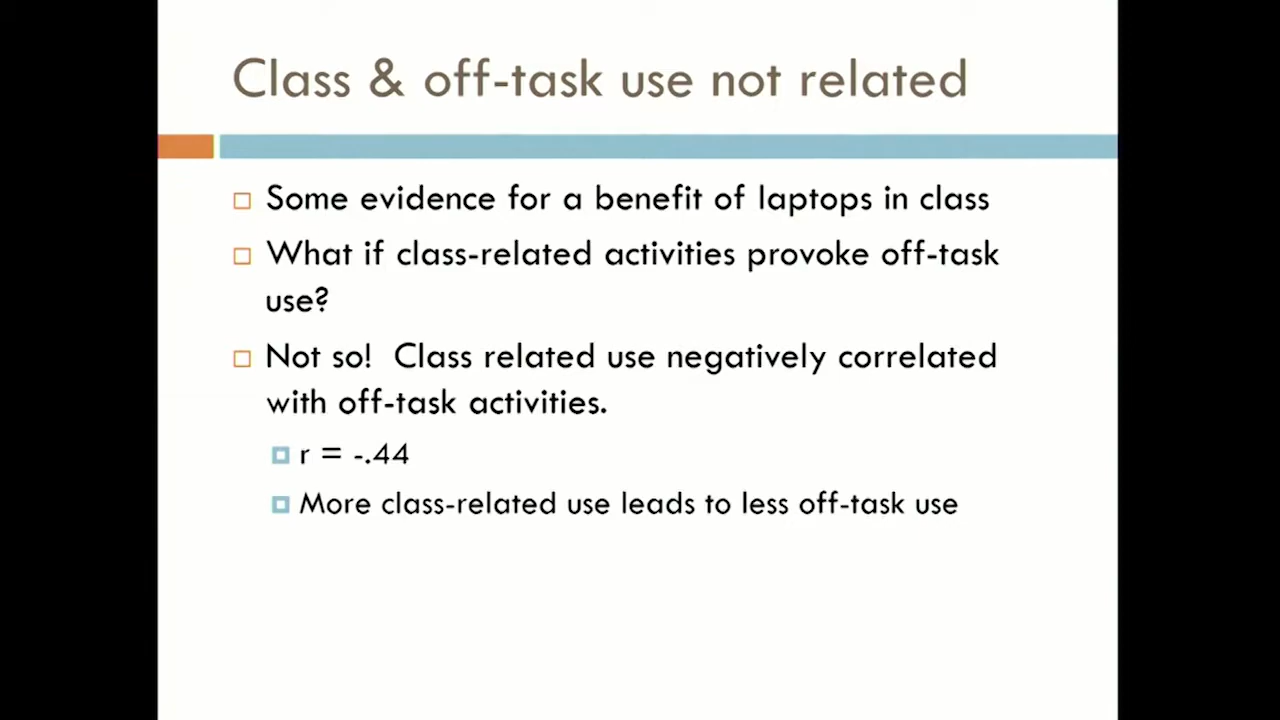 Class & off-task use not related
Some evidence for a benefit of laptops in class
What if class-related activities provoke off-task
use?
Not so!  Class related use negatively correlated
with off-task activities.
r = -.44
More class-related use leads to less off-task use